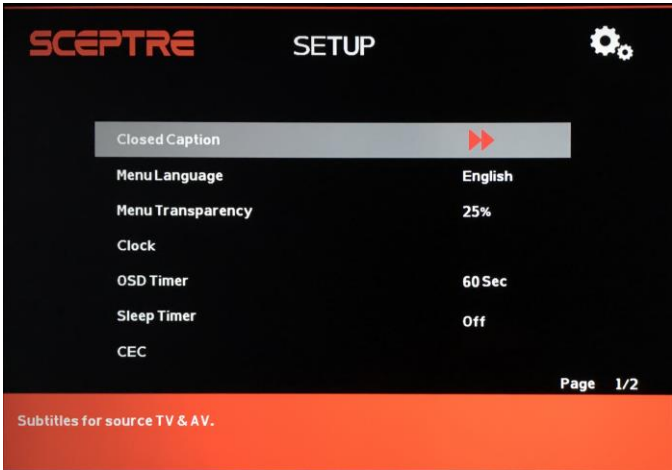 SCEPTRE SETUP
Closed Caption
Menu Language English
Menu Transparency 25%
Clock
OSD Timer 60 Sec
Sleep Timer Off
CEC
Page 1/2
Subtitles for source TV & AV.